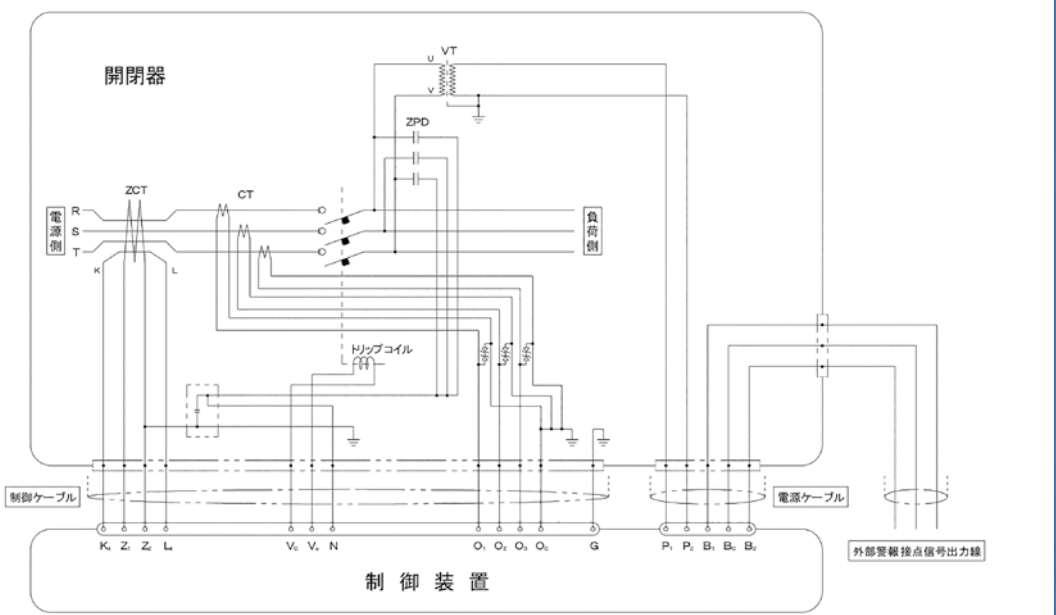 開閉器
VT
U
V
ZPD
ZCT
CT
電源側
R
S
T
K
L
負荷側
トリップコイル
制御ケーブル
電源ケーブル
K₁ Z₁ Z₂ L₁ Vc Va N O₁ O₂ O₃ Oc G P₁ P₂ B₁ Bc B₂
外部警報接点信号出力線
制御装置